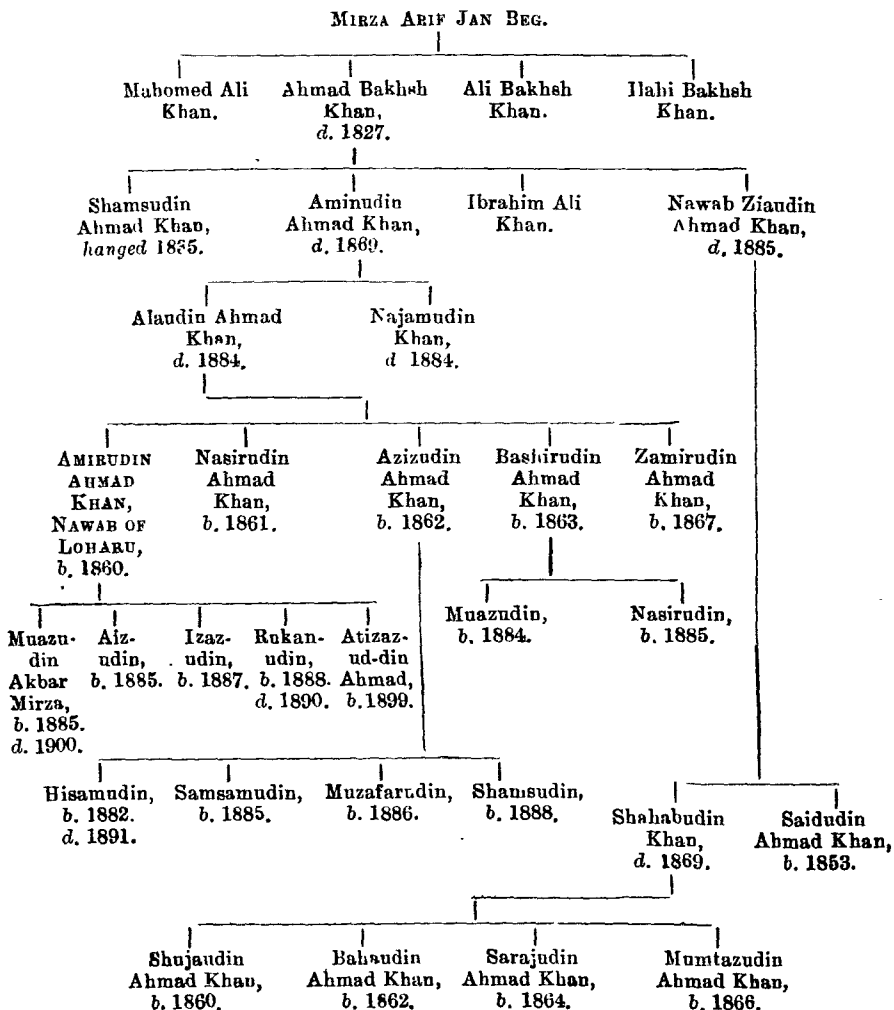 MIRZA ARIF JAN BEG.
Mahomed Ali
Khan.
Ahmad Bakhsh
Khan,
d. 1827.
Ali Bakhsh
Khan.
Ilahi Bakhsh
Khan.
Shamsudin
Ahmad Khan,
hanged 1835.
Aminudin
Ahmad Khan,
d. 1869.
Ibrahim Ali
Khan.
Nawab Ziaudin
Ahmad Khan,
d. 1885.
Alaudin Ahmad
Khan,
d. 1884.
Najamudin
Khan,
d 1884.
AMIRUDIN
AHMAD
KHAN,
NAWAB OF
LOHARU,
b. 1860.
Nasirudin
Ahmad
Khan,
b. 1861.
Azizudin
Ahmad
Khan,
b. 1862.
Bashirudin
Ahmad
Khan,
b. 1863.
Zamirudin
Ahmad
Khan,
b. 1867.
Muazu-
din
Akbar
Mirza,
b. 1885.
d. 1900.
Aiz-
udin,
b. 1885.
Izaz-
udin,
b. 1887.
Rukan-
udin,
b. 1888.
d. 1890.
Atizaz-
ud-din
Ahmad,
b. 1899.
Muazudin,
b. 1884.
Nasirudin,
b. 1885.
Hisamudin,
b. 1882.
d. 1891.
Samsamudin,
b. 1885.
Muzafarudin,
b. 1886.
Shamsudin,
b. 1888.
Shahabudin
Khan,
d. 1869.
Saidudin
Ahmad Khan,
b. 1853.
Shujaudin
Ahmad Khan,
b. 1860.
Bahaudin
Ahmad Khan,
b. 1862.
Sarajudin
Ahmad Khan,
b. 1864.
Mumtazudin
Ahmad Khan,
b. 1866.